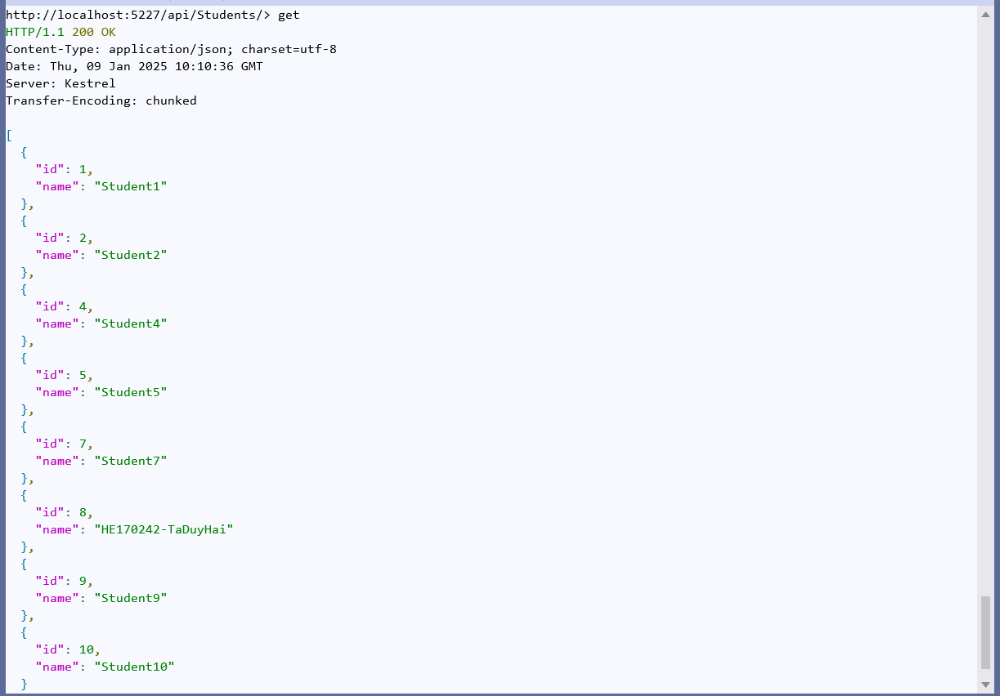 http://localhost:5227/api/Students/> get
HTTP/1.1 200 OK
Content-Type: application/json; charset=utf-8
Date: Thu, 09 Jan 2025 10:10:36 GMT
Server: Kestrel
Transfer-Encoding: chunked

[
  {
    "id": 1,
    "name": "Student1"
  },
  {
    "id": 2,
    "name": "Student2"
  },
  {
    "id": 4,
    "name": "Student4"
  },
  {
    "id": 5,
    "name": "Student5"
  },
  {
    "id": 7,
    "name": "Student7"
  },
  {
    "id": 8,
    "name": "HE170242-TaDuyHai"
  },
  {
    "id": 9,
    "name": "Student9"
  },
  {
    "id": 10,
    "name": "Student10"
  }